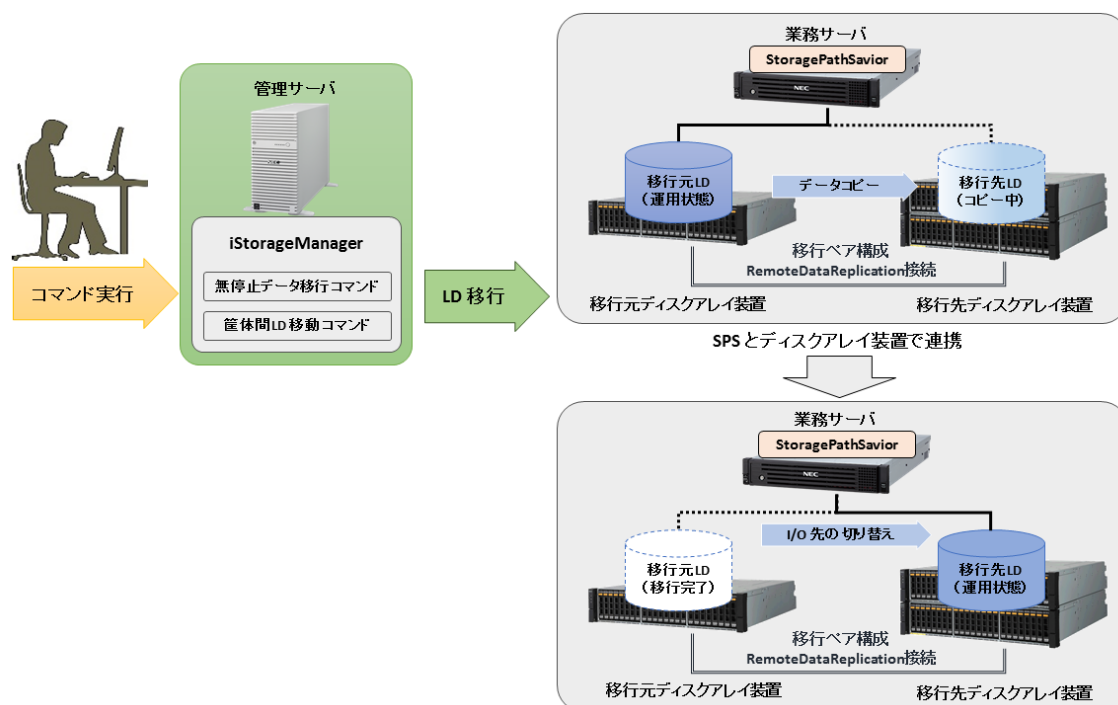 コマンド実行
管理サーバ
iStorageManager
無停止データ移行コマンド
筐体間LD移動コマンド
LD 移行
業務サーバ
StoragePathSavior
NEC
移行元LD
（運用状態）
データコピー
移行先LD
（コピー中）
移行ペア構成
RemoteDataReplication接続
移行元ディスクアレイ装置
移行先ディスクアレイ装置
SPSとディスクアレイ装置で連携
業務サーバ
StoragePathSavior
NEC
I/O 先の 切り替え
移行元LD
（移行完了）
移行先LD
（運用状態）
移行ペア構成
RemoteDataReplication接続
移行元ディスクアレイ装置
移行先ディスクアレイ装置